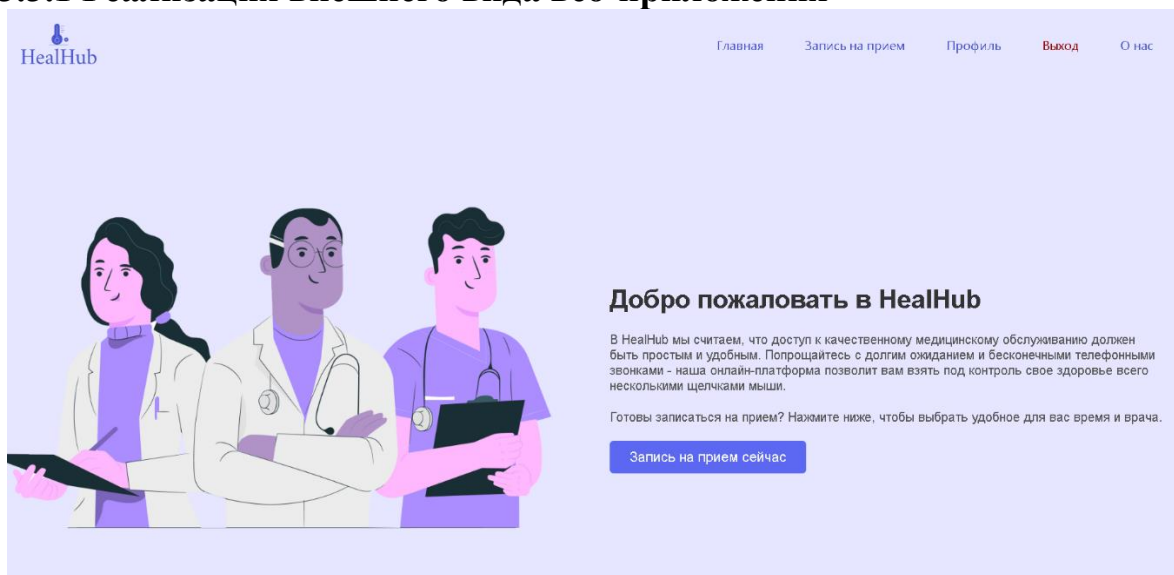 HealHub
Главная Запись на прием Профиль Выход О нас
Добро пожаловать в HealHub
В HealHub мы считаем, что доступ к качественному медицинскому обслуживанию должен
быть простым и удобным. Попрощайтесь с долгим ожиданием и бесконечными телефонными
звонками - наша онлайн-платформа позволит вам взять под контроль свое здоровье всего
несколькими щелчками мыши.
Готовы записаться на прием? Нажмите ниже, чтобы выбрать удобное для вас время и врача.
Запись на прием сейчас